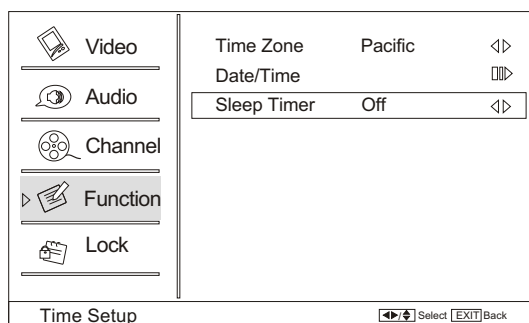 Video
Audio
Channel
Function
Lock
Time Zone Pacific
Date/Time
Sleep Timer Off
Time Setup
Select EXIT Back